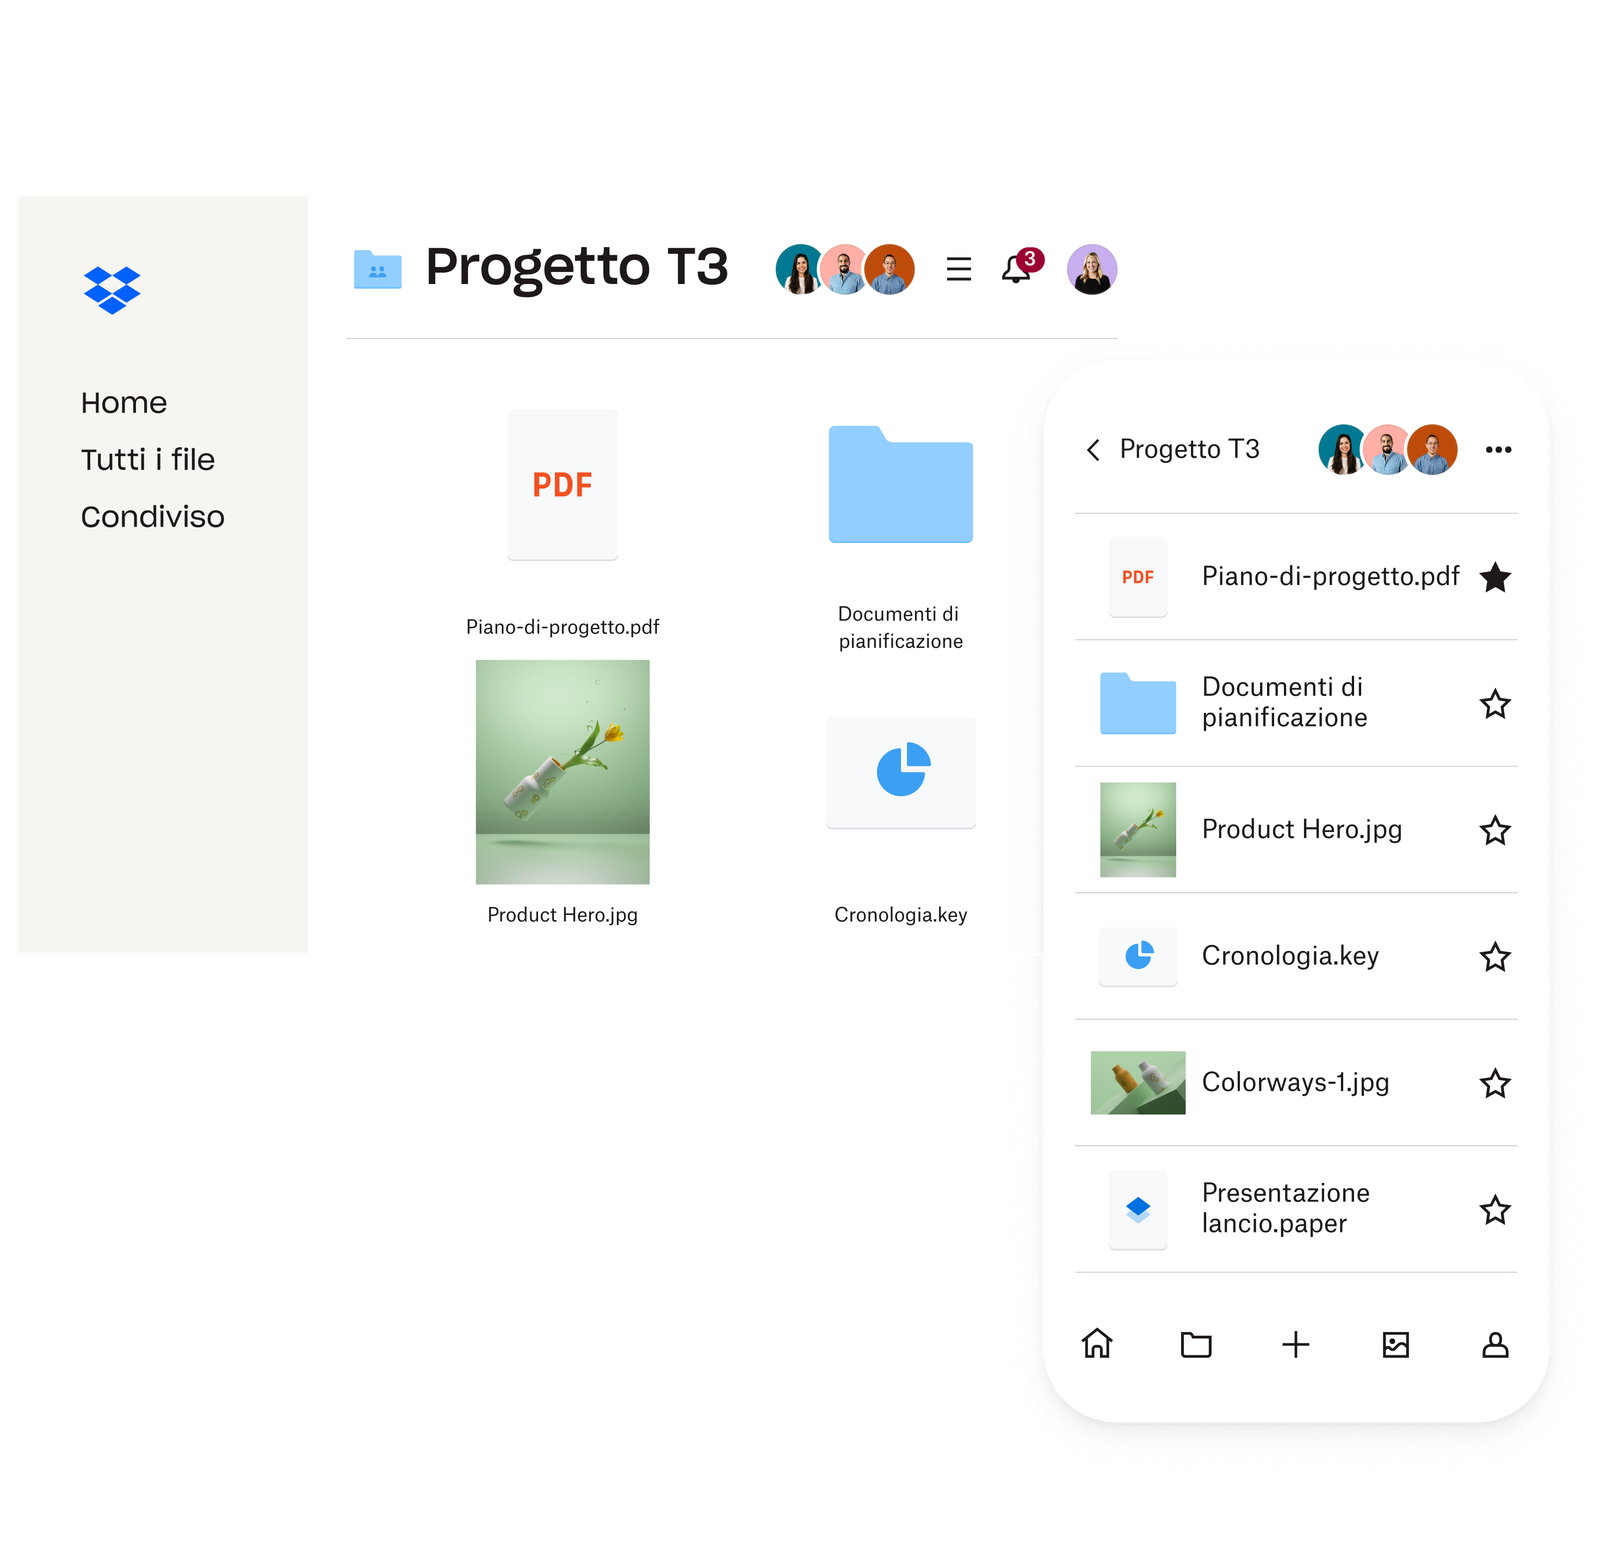 Progetto T3
3
Home
Tutti i file
Condiviso
PDF
Piano-di-progetto.pdf
Documenti di
pianificazione
Product Hero.jpg
Cronologia.key
Progetto T3
PDF
Piano-di-progetto.pdf
Documenti di
pianificazione
Product Hero.jpg
Cronologia.key
Colorways-1.jpg
Presentazione
lancio.paper